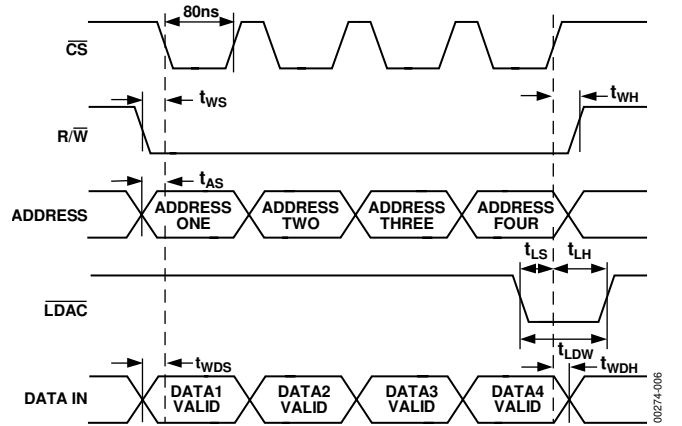 80ns
CS
tWS
tWH
R/W
tAS
ADDRESS
ADDRESS ONE
ADDRESS TWO
ADDRESS THREE
ADDRESS FOUR
tLS
tLH
LDAC
tLDW
tWDS
tWDH
DATA IN
DATA1 VALID
DATA2 VALID
DATA3 VALID
DATA4 VALID
00274-006